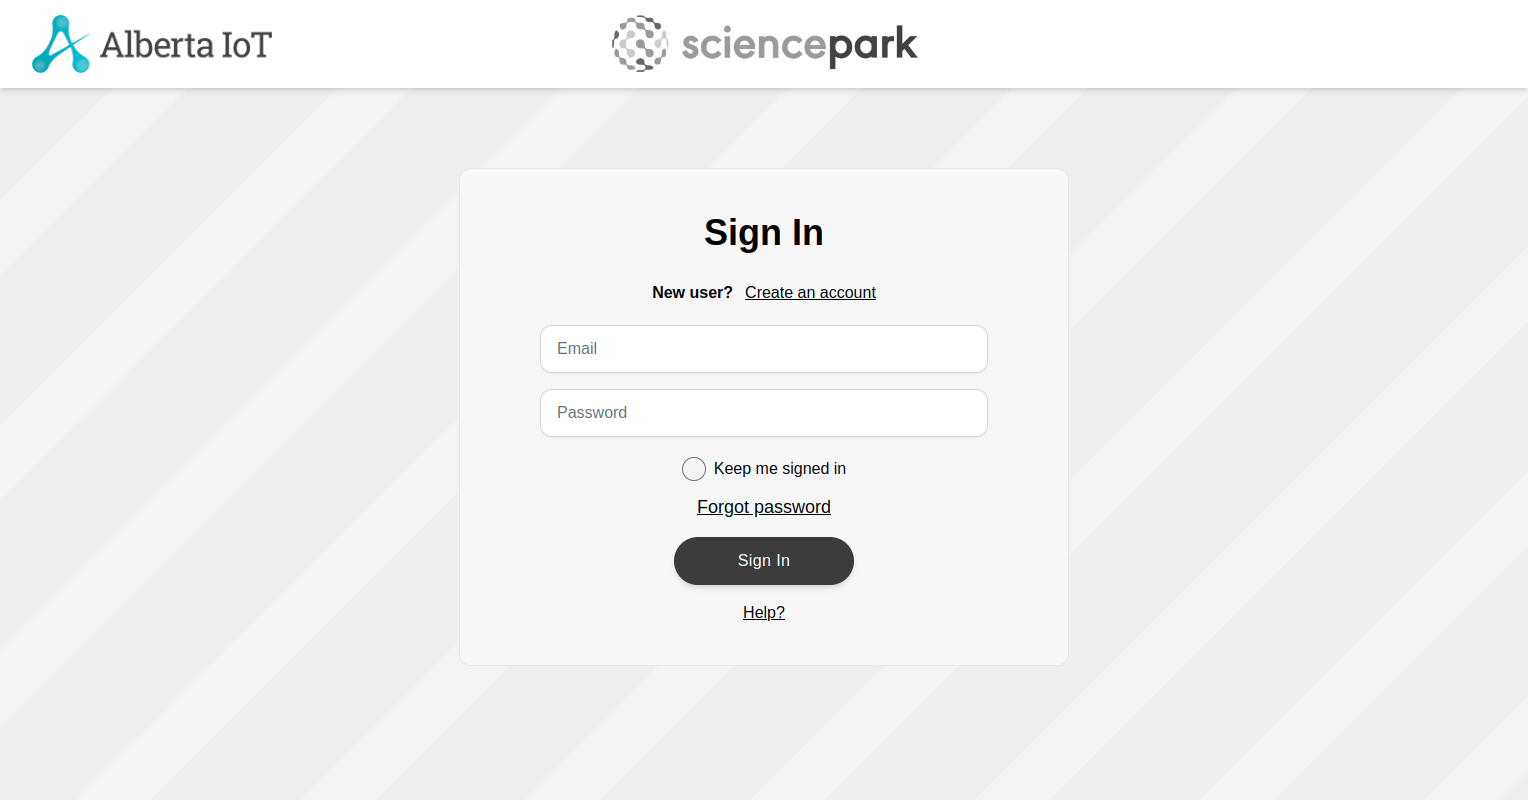 Alberta IoT
sciencepark
Sign In
New user? Create an account
Email
Password
Keep me signed in
Forgot password
Sign In
Help?